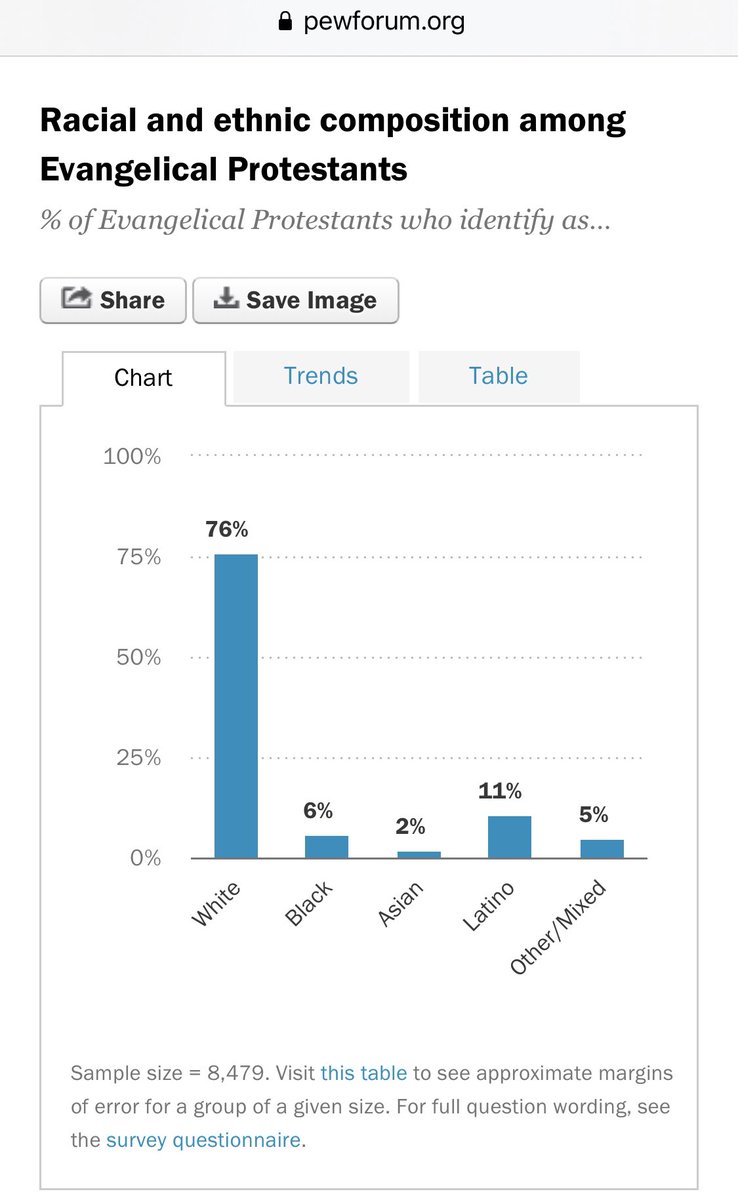 pewforum.org
Racial and ethnic composition among
Evangelical Protestants
% of Evangelical Protestants who identify as...
Share
Save Image
Chart
Trends
Table
100%
75%
50%
25%
0%
76%
6%
2%
11%
5%
White
Black
Asian
Latino
Other/Mixed
Sample size = 8,479. Visit this table to see approximate margins
of error for a group of a given size. For full question wording, see
the survey questionnaire.